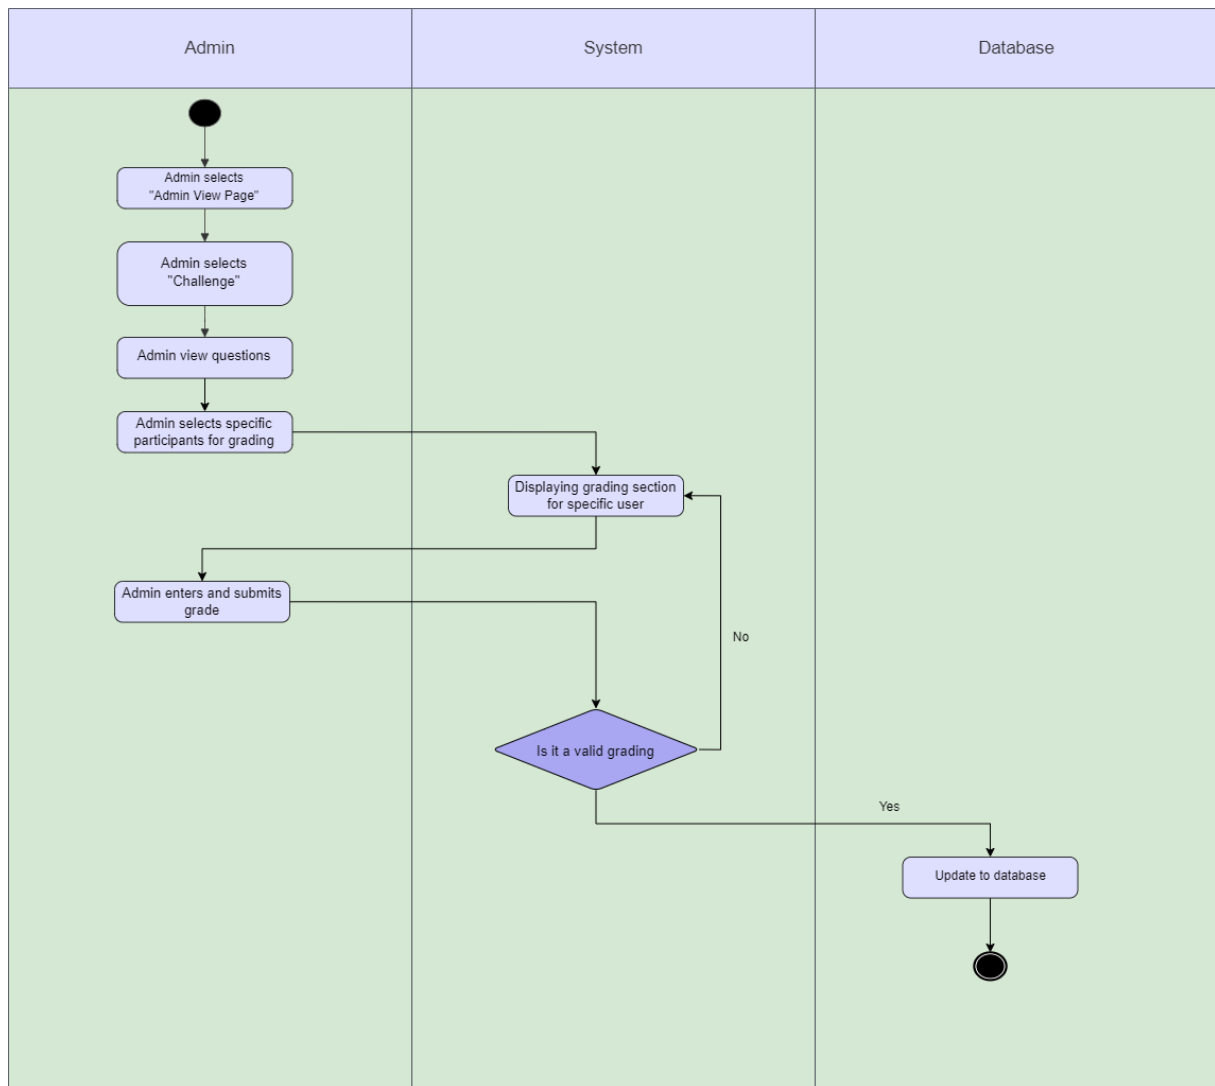 Admin
System
Database
Admin selects
"Admin View Page"
Admin selects
"Challenge"
Admin view questions
Admin selects specific
participants for grading
Displaying grading section
for specific user
Admin enters and submits
grade
No
Is it a valid grading
Yes
Update to database